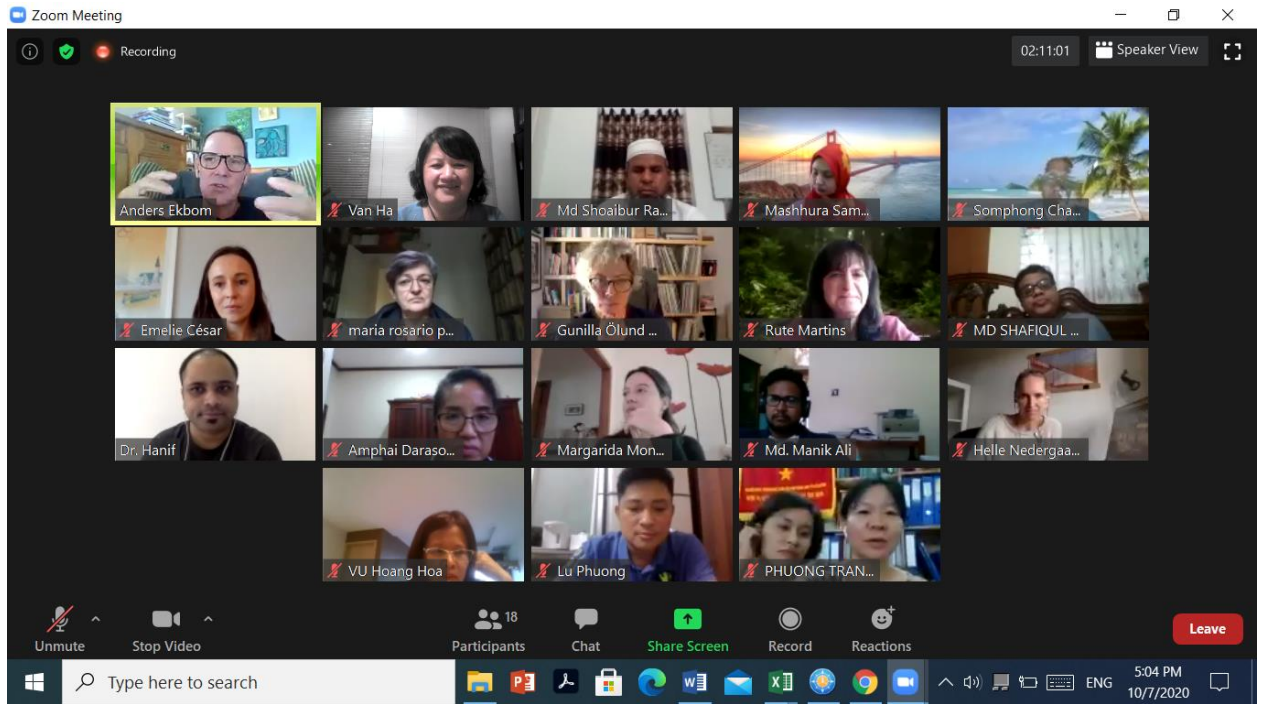 Zoom Meeting
Recording
02:11:01
Speaker View
Anders Ekbom
Van Ha
Md Shoaibur Ra...
Mashhura Sam...
Somphong Cha...
Emelie César
maria rosario p...
Gunilla Ölund ...
Rute Martins
MD SHAFIQUL ...
Dr. Hanif
Amphai Daraso...
Margarida Mon...
Md. Manik Ali
Helle Nedergaa...
VU Hoang Hoa
Lu Phuong
PHUONG TRAN...
18
Unmute
Stop Video
Participants
Chat
Share Screen
Record
Reactions
Leave
Type here to search
ENG
5:04 PM
10/7/2020